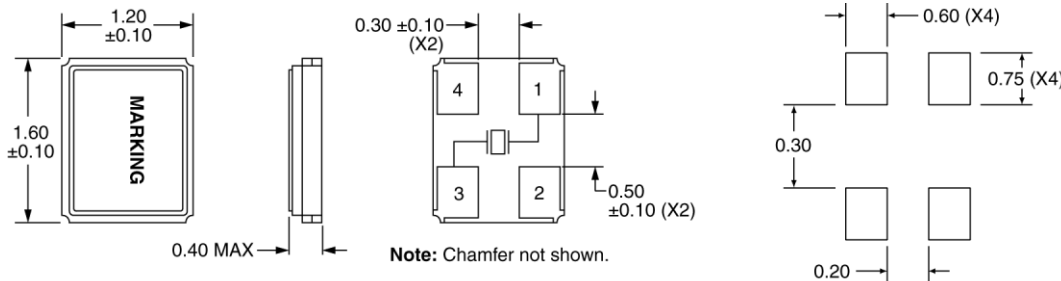 1.20
±0.10
1.60
±0.10
MARKING
0.40 MAX
0.30 ±0.10
(X2)
4
1
3
2
0.50
±0.10 (X2)
Note: Chamfer not shown.
0.60 (X4)
0.75 (X4)
0.30
0.20